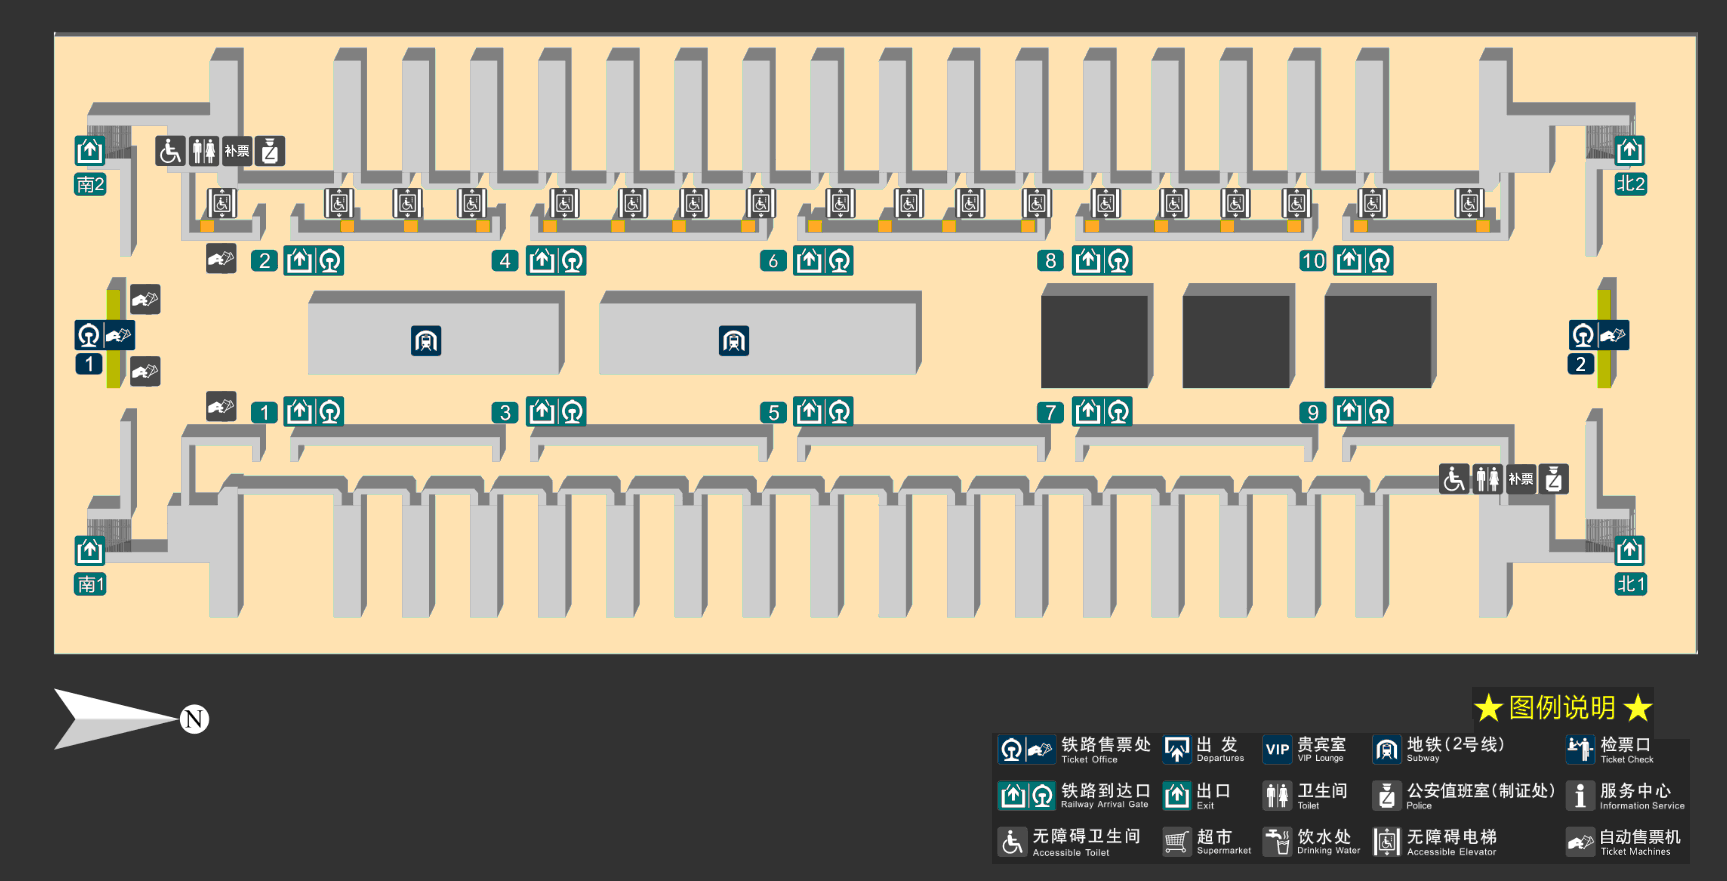 补票
南2
北2
2
4
6
8
10
1
2
1
3
5
7
9
补票
南1
北1
N
★图例说明★
铁路售票处
Ticket Office
出发
Departures
VIP
贵宾室
VIP Lounge
地铁(2号线)
Subway
检票口
Ticket Check
铁路到达口
Railway Arrival Gate
出口
Exit
卫生间
Toilet
公安值班室(制证处)
Police
服务中心
Information Service
无障碍卫生间
Accessible Toilet
超市
Supermarket
饮水处
Drinking Water
无障碍电梯
Accessible Elevator
自动售票机
Ticket Machines